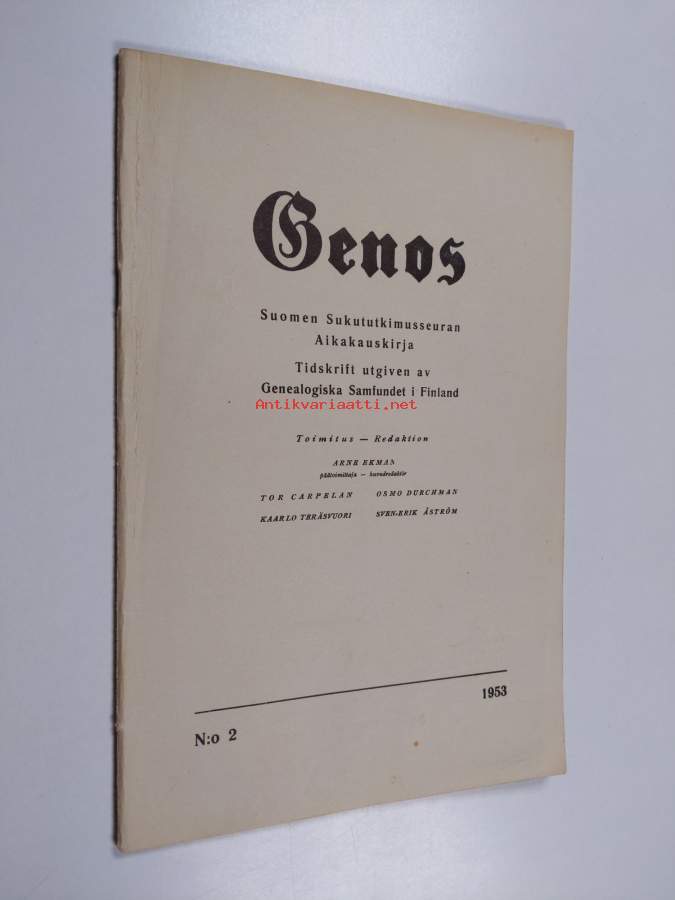 Genos
Suomen Sukututkimusseuran
Aikakauskirja
Tidskrift utgiven av
Genealogiska Samfundet i Finland
Antikvariaatti.net
Toimitus — Redaktion
ARNE EKMAN
päätoimittaja — huvudredaktör
TOR CARPELAN OSMO DURCHMAN
KAARLO TERÄSVUORI SVEN-ERIK ÅSTRÖM
N:o 2 1953